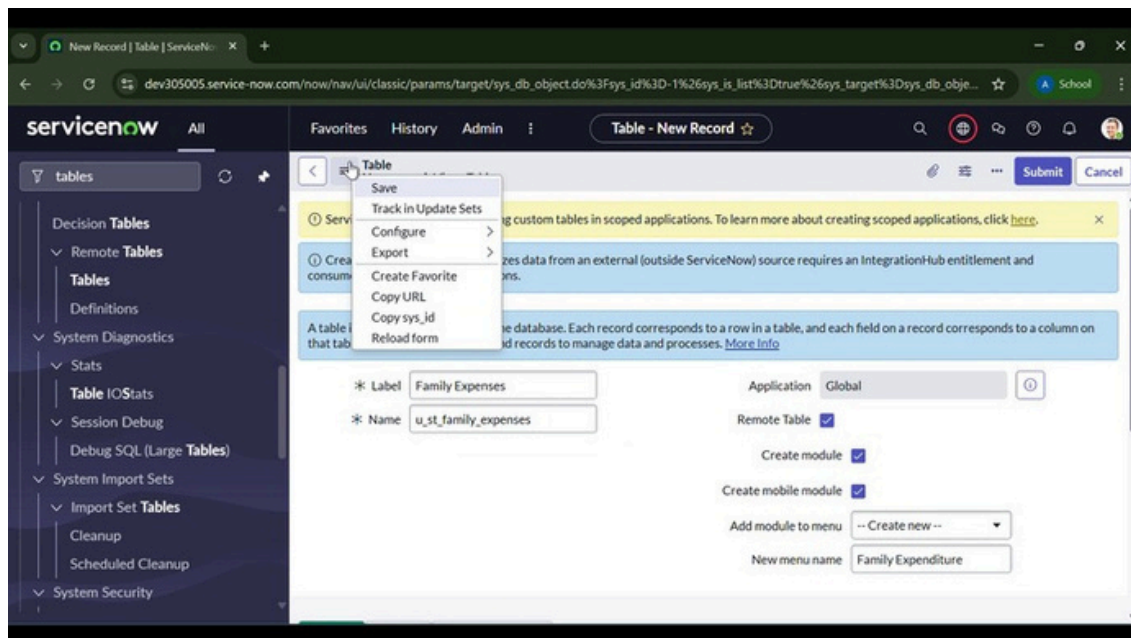 New Record | Table | ServiceNo
dev305005.service-now.com/now/nav/ui/classic/params/target/sys_db_object.do%3Fsys_id%3D-1%26sys_is_list%3Dtrue%26sys_target%3Dsys_db_obje...
A School
servicenow All Favorites History Admin Table - New Record
tables
Table
Submit Cancel
Save
Track in Update Sets
Configure
Export
Create Favorite
Copy URL
Copy sys_id
Reload form
Decision Tables
Remote Tables
Tables
Definitions
System Diagnostics
Stats
Table IOStats
Session Debug
Debug SQL (Large Tables)
System Import Sets
Import Set Tables
Cleanup
Scheduled Cleanup
System Security
Servi g custom tables in scoped applications. To learn more about creating scoped applications, click here.
Crea zes data from an external (outside ServiceNow) source requires an IntegrationHub entitlement and
consum ons.
A table i e database. Each record corresponds to a row in a table, and each field on a record corresponds to a column on
that tab d records to manage data and processes. More Info
Label Family Expenses
Name u_st_family_expenses
Application Global
Remote Table
Create module
Create mobile module
Add module to menu -- Create new --
New menu name Family Expenditure